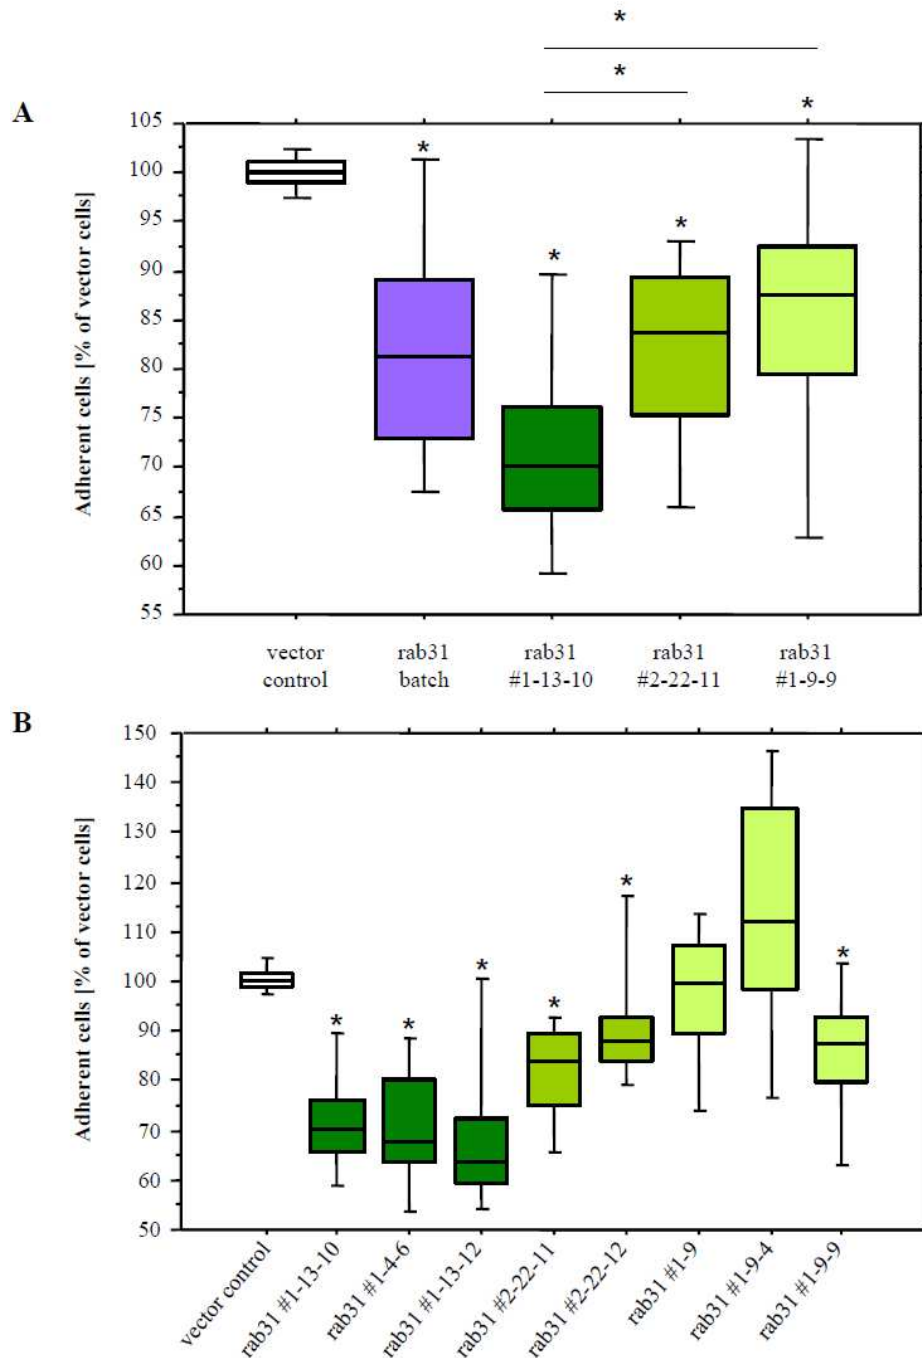 *
*
A
*
105
100
95
90
85
80
75
70
65
60
55
Adherent cells [% of vector cells]
*
*
*
vector
control
rab31
batch
rab31
#1-13-10
rab31
#2-22-11
rab31
#1-9-9
B
150
140
130
120
110
100
90
80
70
60
50
Adherent cells [% of vector cells]
*
*
*
*
*
*
vector control
rab31 #1-13-10
rab31 #1-4-6
rab31 #1-13-12
rab31 #2-22-11
rab31 #2-22-12
rab31 #1-9
rab31 #1-9-4
rab31 #1-9-9